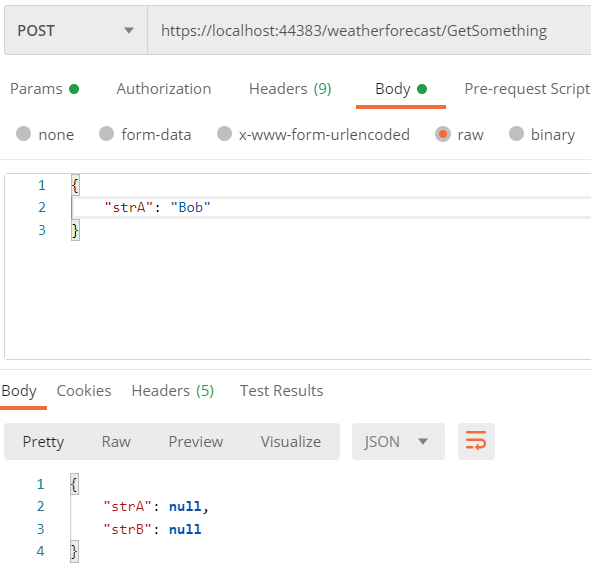 POST https://localhost:44383/weatherforecast/GetSomething
Params Authorization Headers (9) Body Pre-request Script
none form-data x-www-form-urlencoded raw binary
1 {
2 "strA": "Bob"
3 }
Body Cookies Headers (5) Test Results
Pretty Raw Preview Visualize JSON
1 {
2 "strA": null,
3 "strB": null
4 }